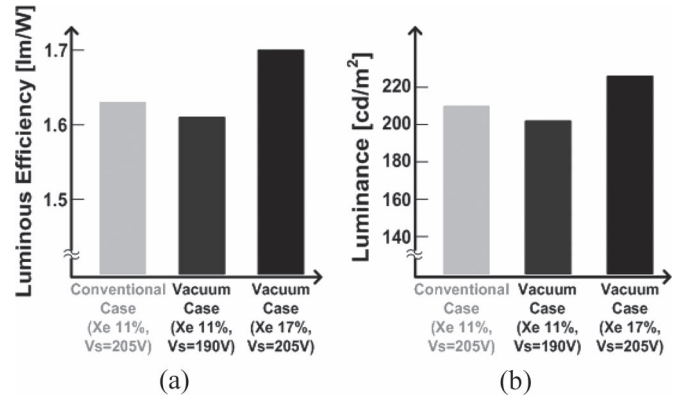 Luminous Efficiency [lm/W]
1.7
1.6
1.5
Conventional
Case
(Xe 11%,
Vs=205V)
Vacuum
Case
(Xe 11%,
Vs=190V)
Vacuum
Case
(Xe 17%,
Vs=205V)
(a)
Luminance [cd/m²]
220
200
180
160
140
Conventional
Case
(Xe 11%,
Vs=205V)
Vacuum
Case
(Xe 11%,
Vs=190V)
Vacuum
Case
(Xe 17%,
Vs=205V)
(b)